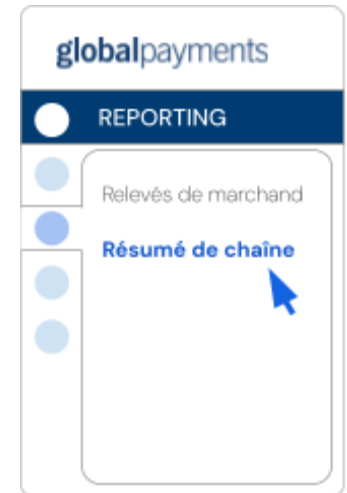 globalpayments
REPORTING
Relevés de marchand
Résumé de chaîne